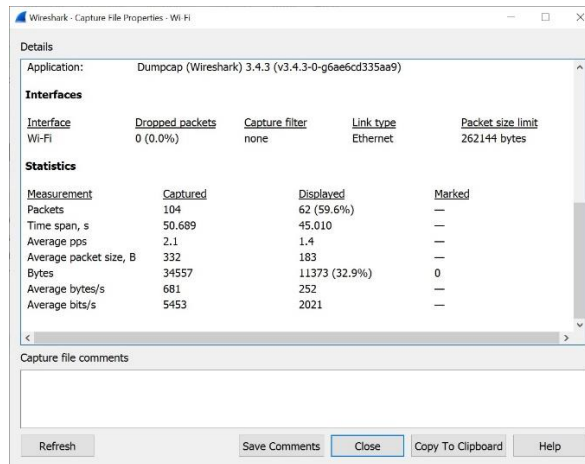 Wireshark · Capture File Properties · Wi-Fi
Details
Application: Dumpcap (Wireshark) 3.4.3 (v3.4.3-0-g6ae6cd335aa9)
Interfaces
Interface Dropped packets Capture filter Link type Packet size limit
Wi-Fi 0 (0.0%) none Ethernet 262144 bytes
Statistics
Measurement Captured Displayed Marked
Packets 104 62 (59.6%) —
Time span, s 50.689 45.010 —
Average pps 2.1 1.4 —
Average packet size, B 332 183 —
Bytes 34557 11373 (32.9%) 0
Average bytes/s 681 252 —
Average bits/s 5453 2021 —
Capture file comments
Refresh Save Comments Close Copy To Clipboard Help